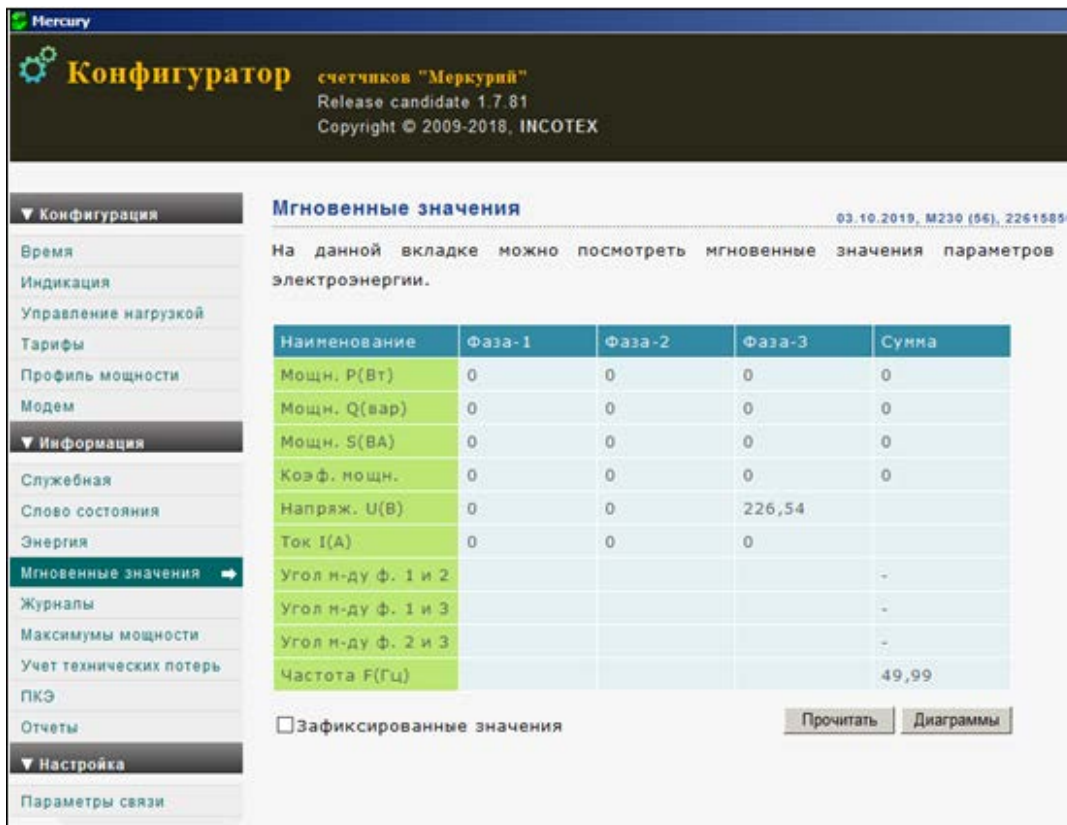 Mercury
Конфигуратор счетчиков "Меркурий"
Release candidate 1.7.81
Copyright © 2009-2018, INCOTEX
▼ Конфигурация
Время
Индикация
Управление нагрузкой
Тарифы
Профиль мощности
Модем
▼ Информация
Служебная
Слово состояния
Энергия
Мгновенные значения
Журналы
Максимумы мощности
Учет технических потерь
ПКЭ
Отчеты
▼ Настройка
Параметры связи
Мгновенные значения
03.10.2019, M230 (56),
На данной вкладке можно посмотреть мгновенные значения параметров
электроэнергии.
Наименование Фаза-1 Фаза-2 Фаза-3 Сумма
Мощн. P(Вт) 0 0 0 0
Мощн. Q(вар) 0 0 0 0
Мощн. S(ВА) 0 0 0 0
Коэф. мощн. 0 0 0 0
Напряж. U(В) 0 0 226,54
Ток I(А) 0 0 0
Угол м-ду ф. 1 и 2 -
Угол м-ду ф. 1 и 3 -
Угол м-ду ф. 2 и 3 -
Частота F(Гц) 49,99
Зафиксированные значения
Прочитать Диаграммы